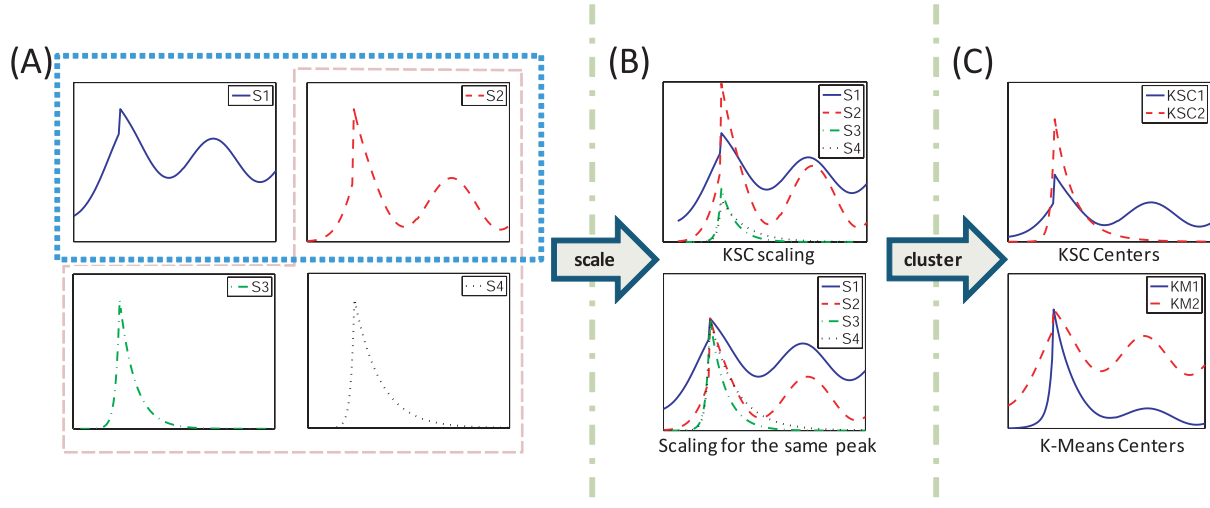 (A)
S1
S2
S3
S4
scale
(B)
S1
S2
S3
S4
KSC scaling
S1
S2
S3
S4
Scaling for the same peak
cluster
(C)
KSC1
KSC2
KSC Centers
KM1
KM2
K-Means Centers